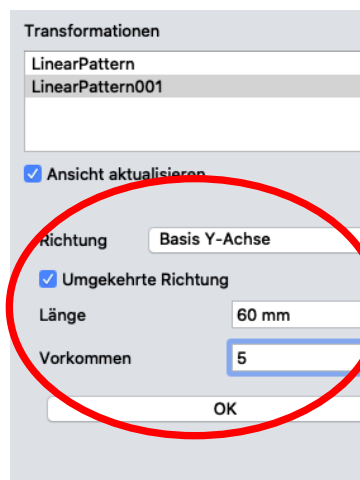 Transformationen
LinearPattern
LinearPattern001
Ansicht aktualisieren
Richtung Basis Y-Achse
Umgekehrte Richtung
Länge 60 mm
Vorkommen 5
OK